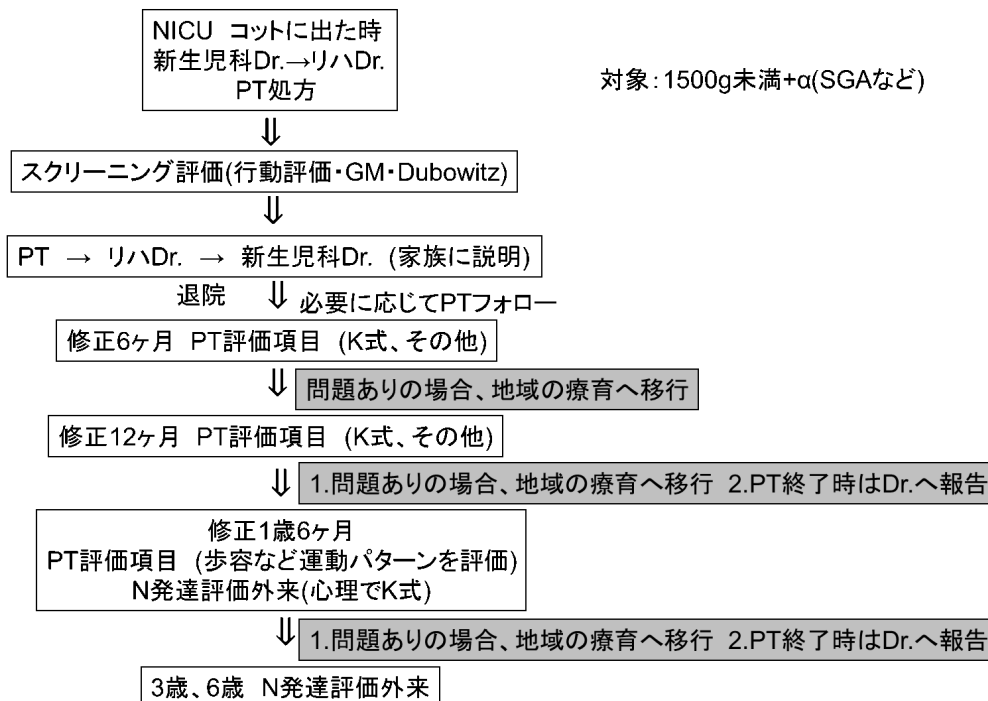 NICU コットに出た時
新生児科Dr.→リハDr.
PT処方
対象：1500g未満+α(SGAなど)
⇓
スクリーニング評価(行動評価・GM・Dubowitz)
⇓
PT → リハDr. → 新生児科Dr. (家族に説明)
退院 ⇓ 必要に応じてPTフォロー
修正6ヶ月 PT評価項目 (K式、その他)
⇓ 問題ありの場合、地域の療育へ移行
修正12ヶ月 PT評価項目 (K式、その他)
⇓ 1.問題ありの場合、地域の療育へ移行 2.PT終了時はDr.へ報告
修正1歳6ヶ月
PT評価項目 (歩容など運動パターンを評価)
N発達評価外来(心理でK式)
⇓ 1.問題ありの場合、地域の療育へ移行 2.PT終了時はDr.へ報告
3歳、6歳 N発達評価外来